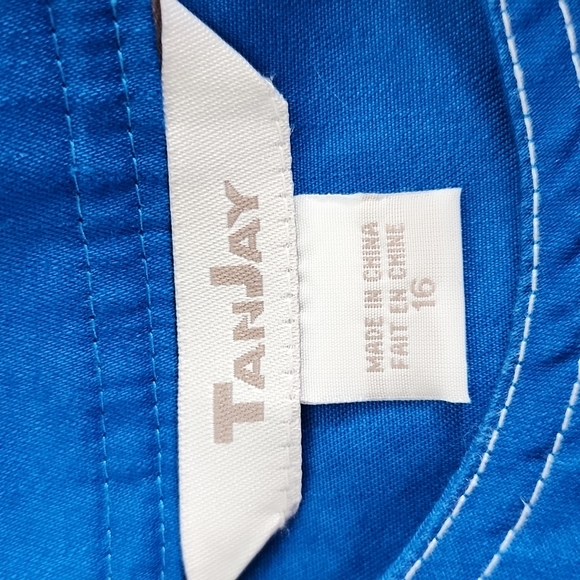 TANJAY
MADE IN CHINA
FAIT EN CHINE
16